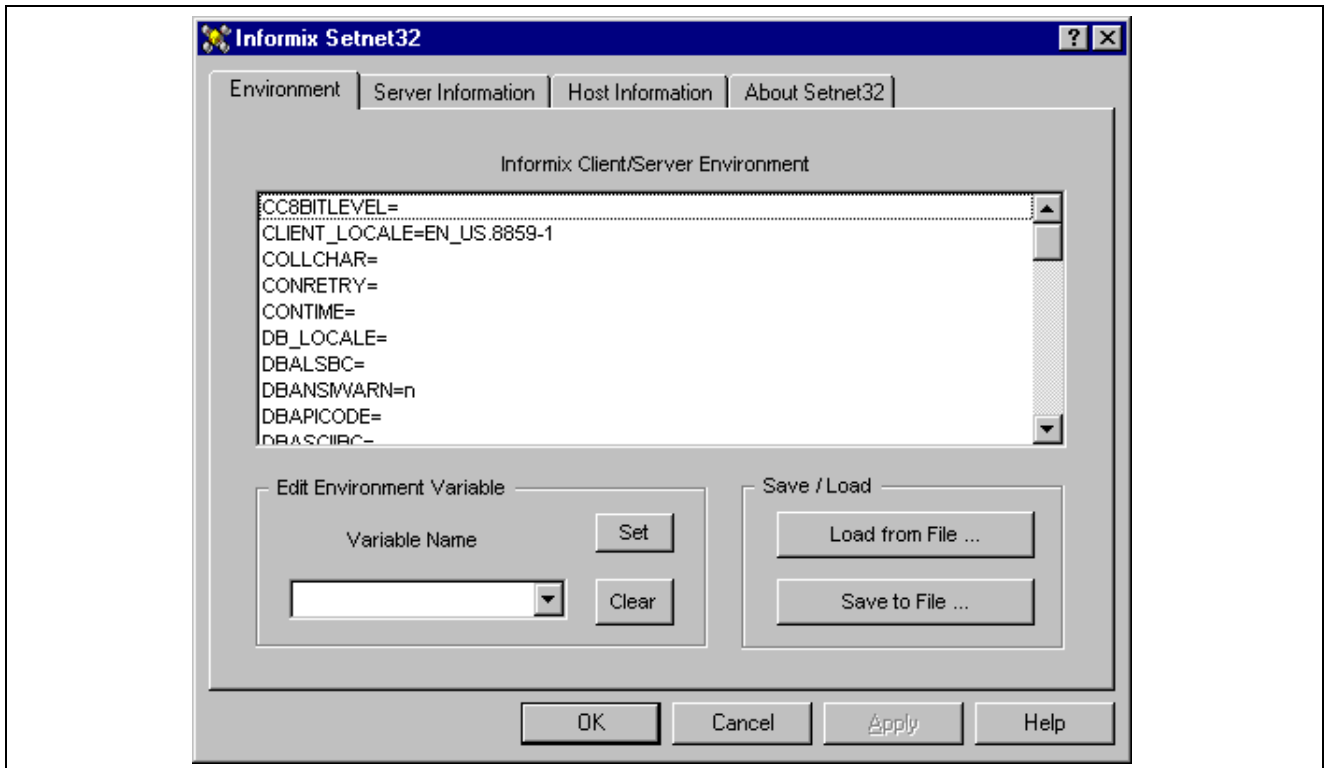 Informix Setnet32
Environment
Server Information
Host Information
About Setnet32
Informix Client/Server Environment
CC8BITLEVEL=
CLIENT_LOCALE=EN_US.8859-1
COLLCHAR=
CONRETRY=
CONTIME=
DB_LOCALE=
DBALSBC=
DBANSIWARN=n
DBAPICODE=
DBASCIIBC=
Edit Environment Variable
Save / Load
Variable Name
Set
Load from File ...
Clear
Save to File ...
OK
Cancel
Apply
Help